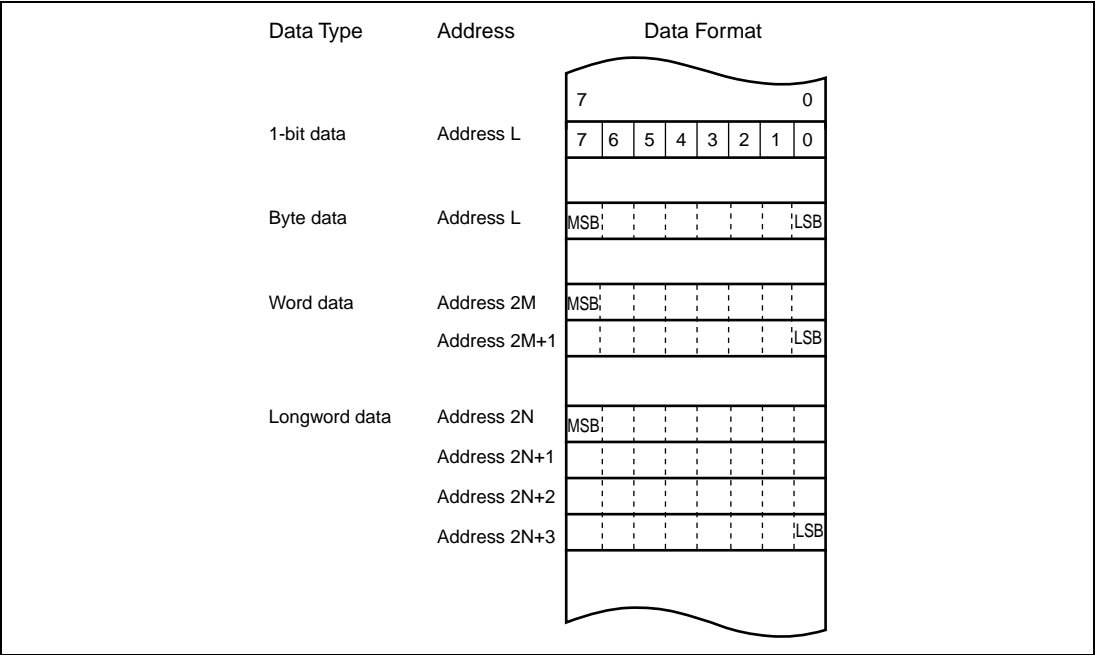 Data Type Address Data Format
7 0
1-bit data Address L 7 6 5 4 3 2 1 0
Byte data Address L MSB LSB
Word data Address 2M MSB
Address 2M+1 LSB
Longword data Address 2N MSB
Address 2N+1
Address 2N+2
Address 2N+3 LSB